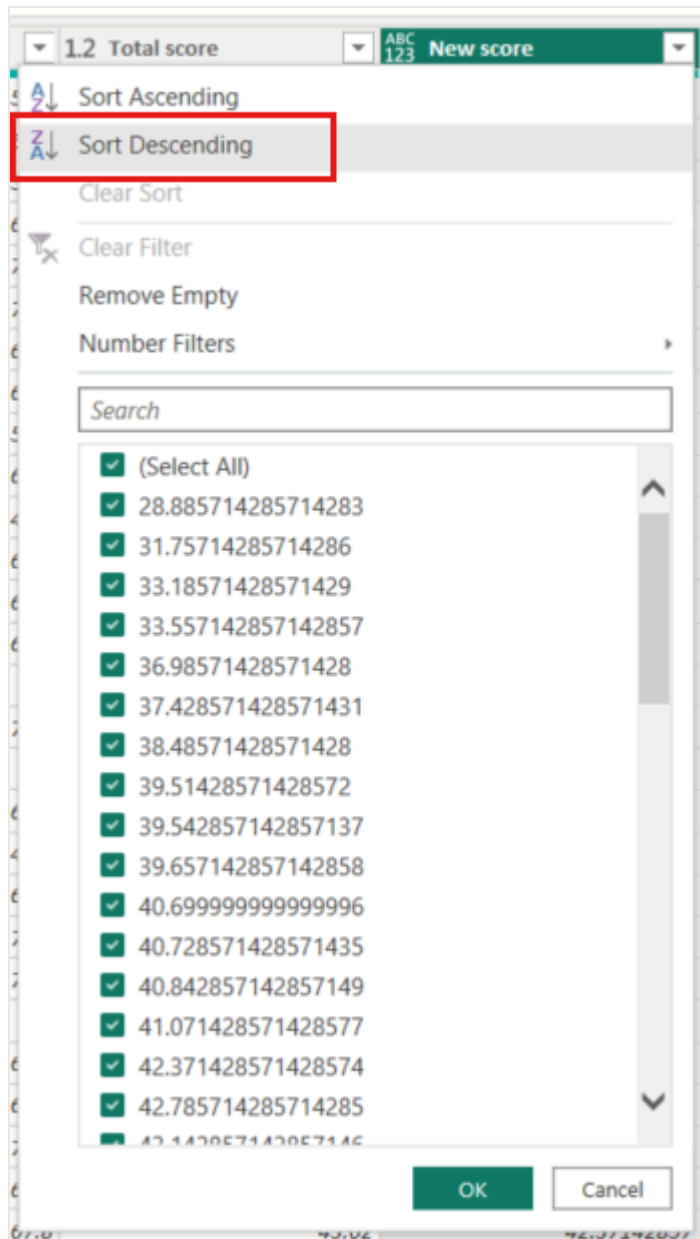 1.2 Total score ABC 123 New score
Sort Ascending
Sort Descending
Clear Sort
Clear Filter
Remove Empty
Number Filters
Search
(Select All)
28.885714285714283
31.75714285714286
33.18571428571429
33.557142857142857
36.98571428571428
37.428571428571431
38.48571428571428
39.51428571428572
39.542857142857137
39.657142857142858
40.699999999999996
40.728571428571435
40.842857142857149
41.071428571428577
42.371428571428574
42.785714285714285
OK Cancel